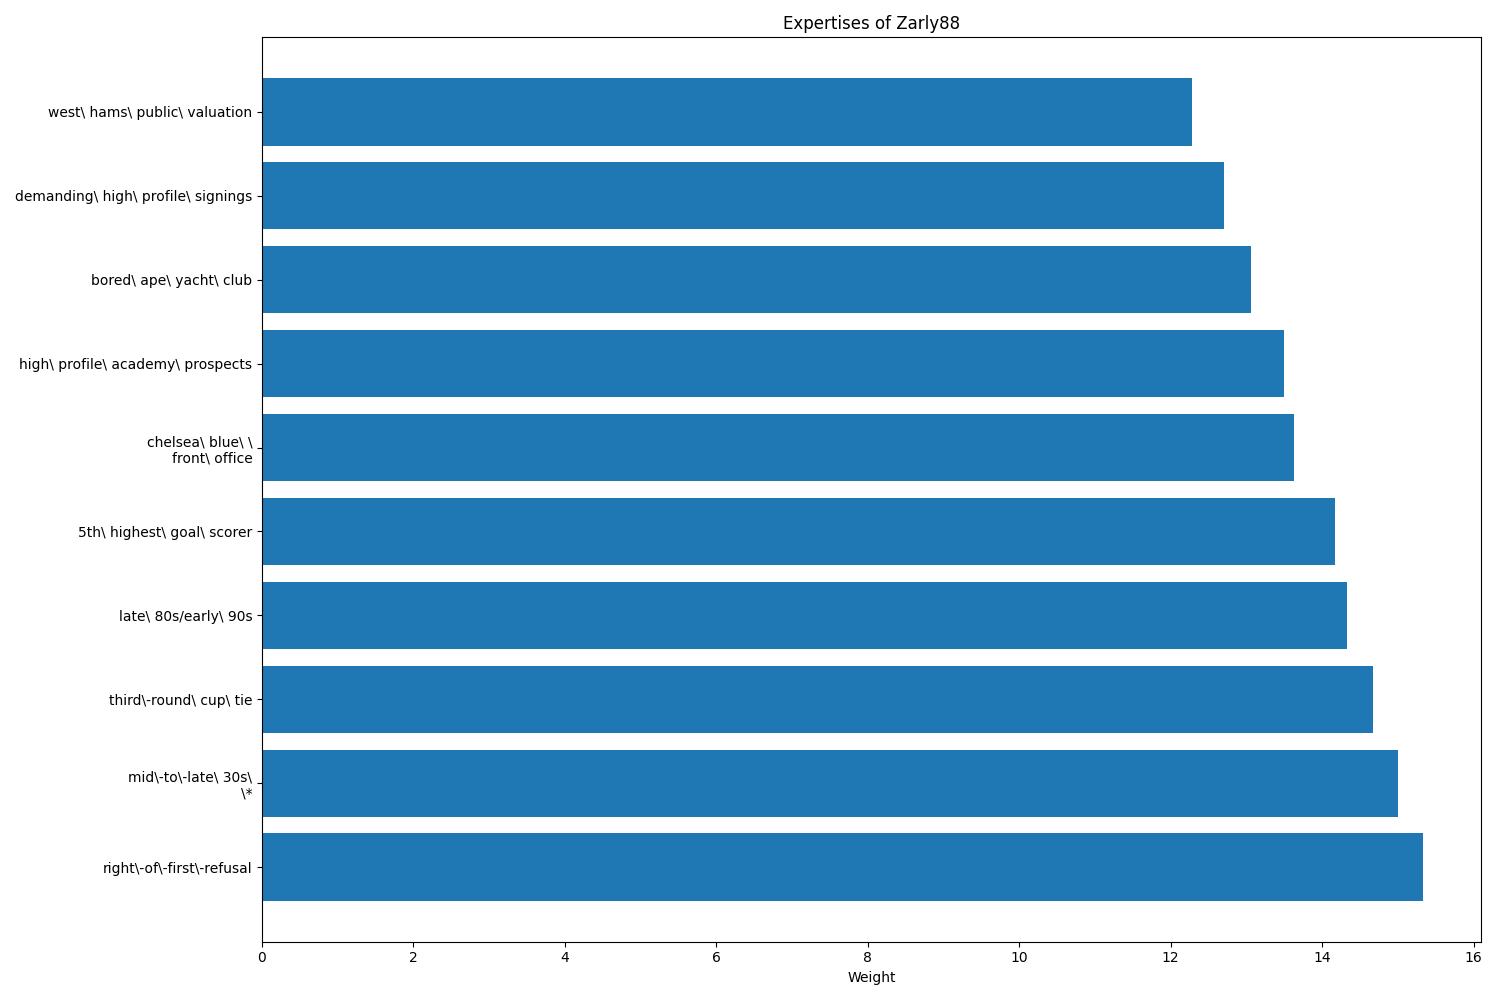 Expertises of Zarly88
west\ hams\ public\ valuation
demanding\ high\ profile\ signings
bored\ ape\ yacht\ club
high\ profile\ academy\ prospects
chelsea\ blue\ \
front\ office
5th\ highest\ goal\ scorer
late\ 80s/early\ 90s
third\-round\ cup\ tie
mid\-to\-late\ 30s\
\*
right\-of\-first\-refusal
0 2 4 6 8 10 12 14 16
Weight